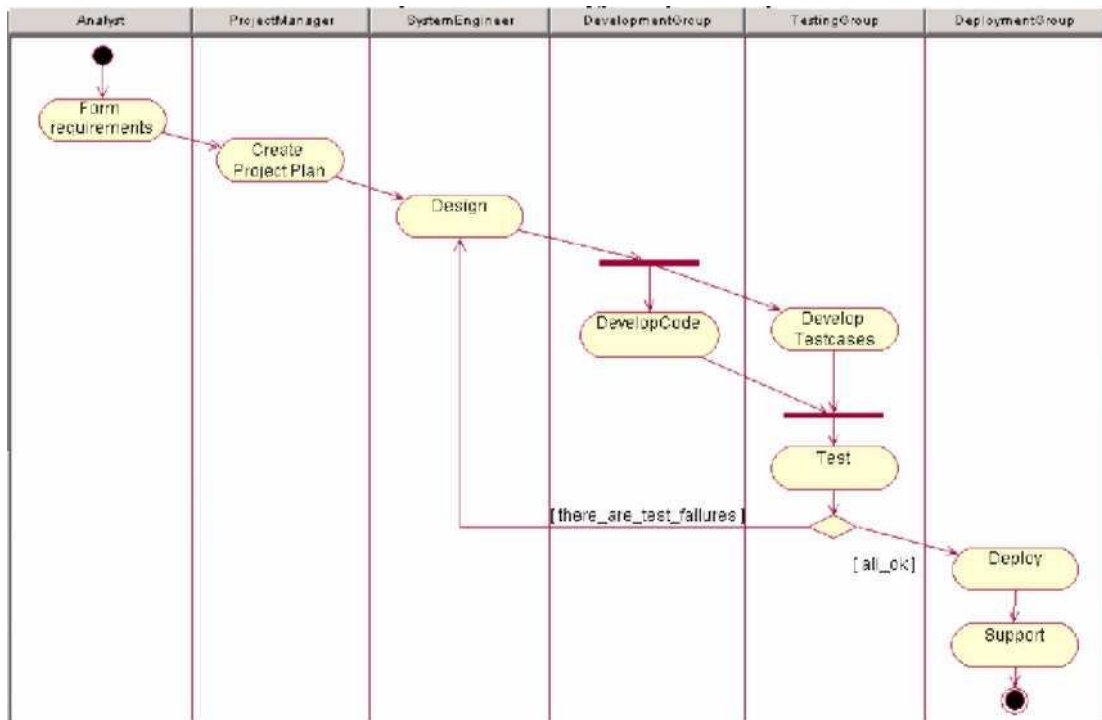 Analyst
ProjectManager
SystemEngineer
DevelopmentGroup
TestingGroup
DeploymentGroup
Form
requirements
Create
Project Plan
Design
DevelopCode
Develop
Testcases
Test
[there_are_test_failures]
[all_ok]
Deploy
Support